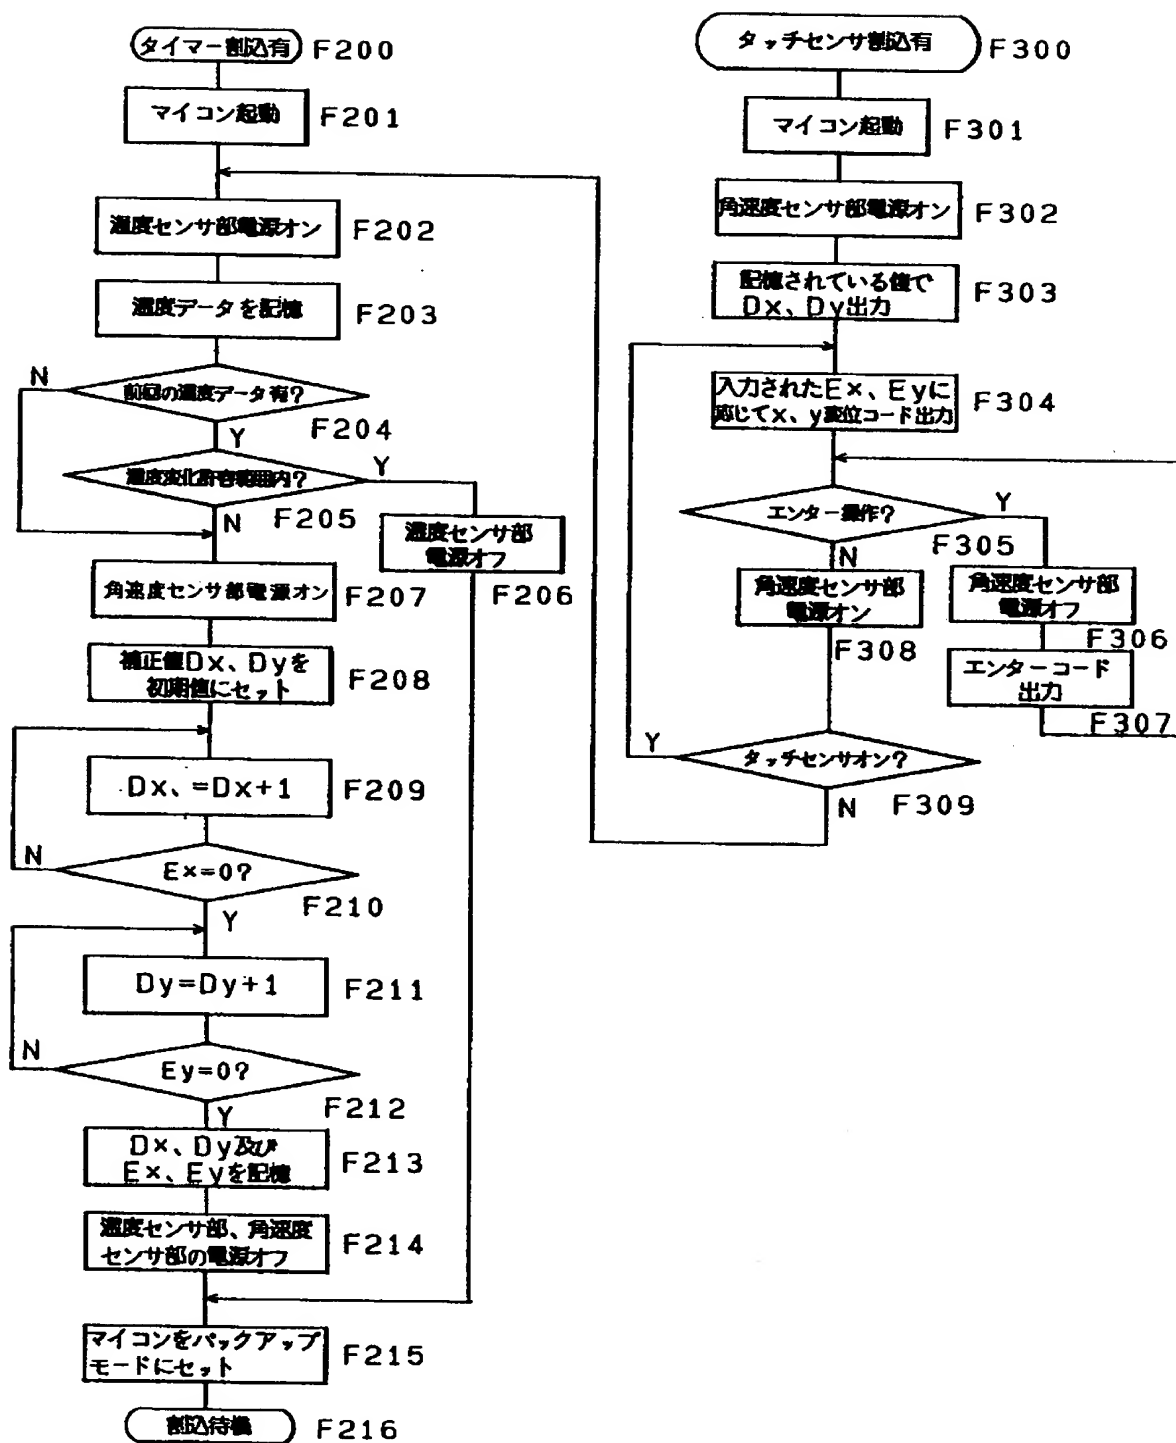 タイマー割込有
F200
マイコン起動
F201
温度センサ部電源オン
F202
温度データを記憶
F203
前回の温度データ有?
N
F204
Y
温度変化許容範囲内?
Y
F205
N
温度センサ部
電源オフ
F206
角速度センサ部電源オン
F207
補正値Dx、Dyを
初期値にセット
F208
Dx、=Dx+1
F209
N
Ex=0?
F210
Y
Dy=Dy+1
F211
N
Ey=0?
F212
Y
Dx、Dy及び
Ex、Eyを記憶
F213
温度センサ部、角速度
センサ部の電源オフ
F214
マイコンをバックアップ
モードにセット
F215
割込待機
F216
タッチセンサ割込有
F300
マイコン起動
F301
角速度センサ部電源オン
F302
記憶されている値で
Dx、Dy出力
F303
入力されたEx、Eyに
応じてx、y変位コード出力
F304
エンター操作?
Y
F305
N
角速度センサ部
電源オン
F308
角速度センサ部
電源オフ
F306
エンターコード
出力
F307
Y
タッチセンサオン?
F309
N